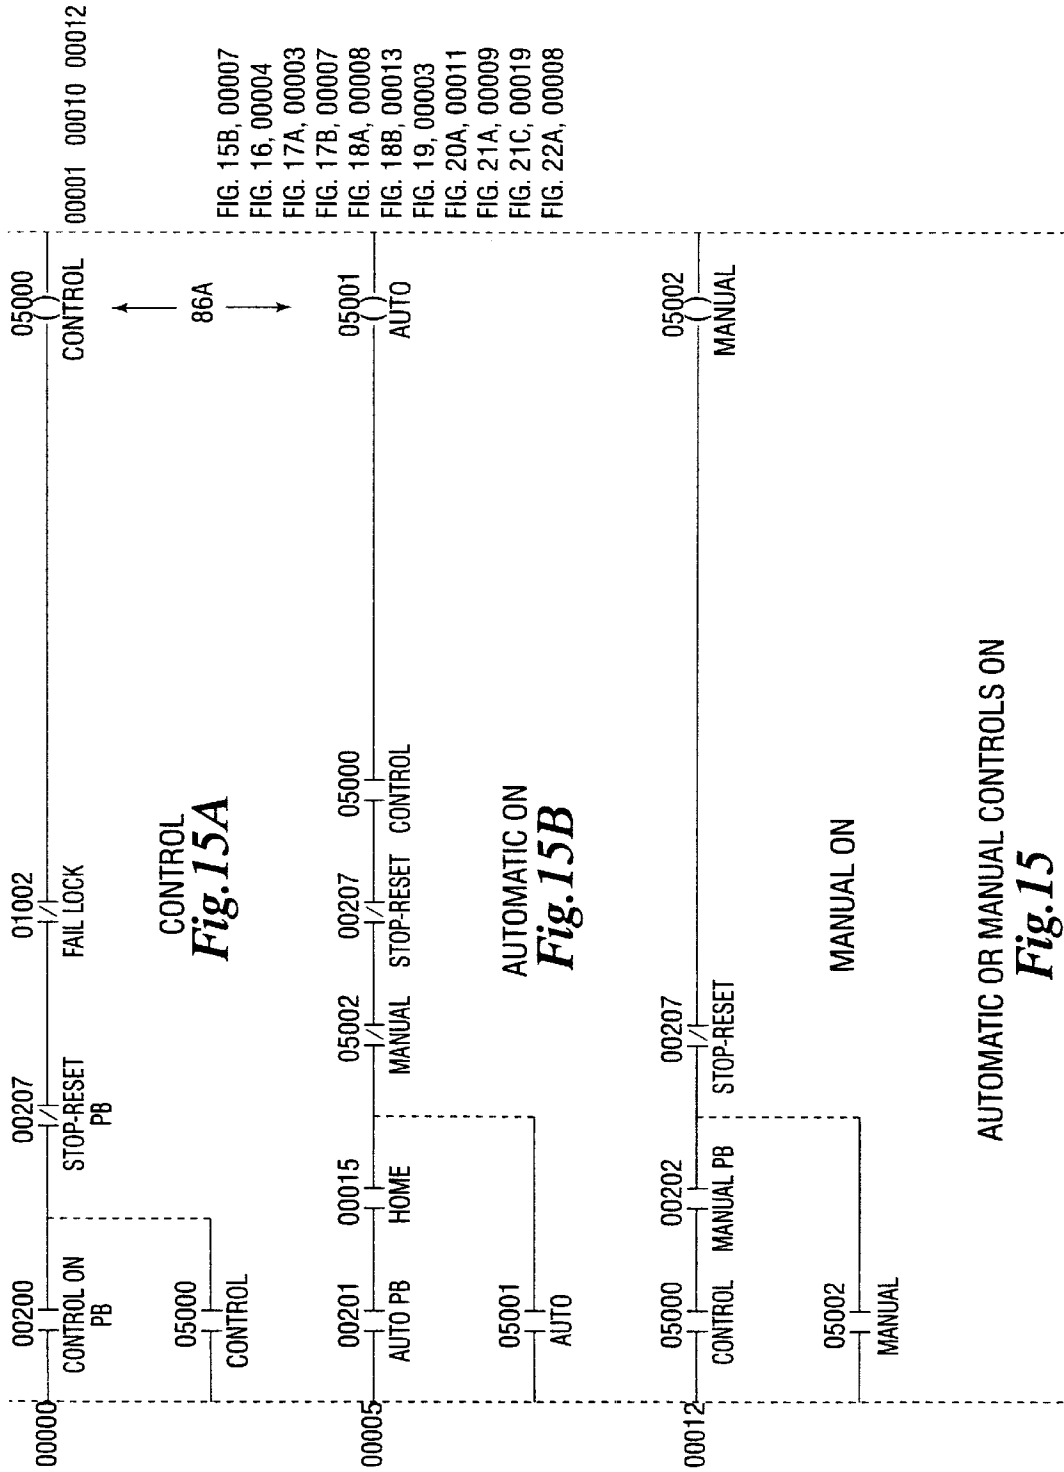 00000
00200
CONTROL ON
PB
00207
STOP-RESET
PB
01002
FAIL LOCK
05000
CONTROL
00001 00010 00012
05000
CONTROL
CONTROL
Fig.15A
86A
FIG. 15B, 00007
FIG. 16, 00004
FIG. 17A, 00003
FIG. 17B, 00007
FIG. 18A, 00008
FIG. 18B, 00013
FIG. 19, 00003
FIG. 20A, 00011
FIG. 21A, 00009
FIG. 21C, 00019
FIG. 22A, 00008
00005
00201
AUTO PB
00015
HOME
05002
MANUAL
00207
STOP-RESET
05000
CONTROL
05001
AUTO
05001
AUTO
AUTOMATIC ON
Fig.15B
00012
05000
CONTROL
00202
MANUAL PB
00207
STOP-RESET
05002
MANUAL
05002
MANUAL
MANUAL ON
AUTOMATIC OR MANUAL CONTROLS ON
Fig.15